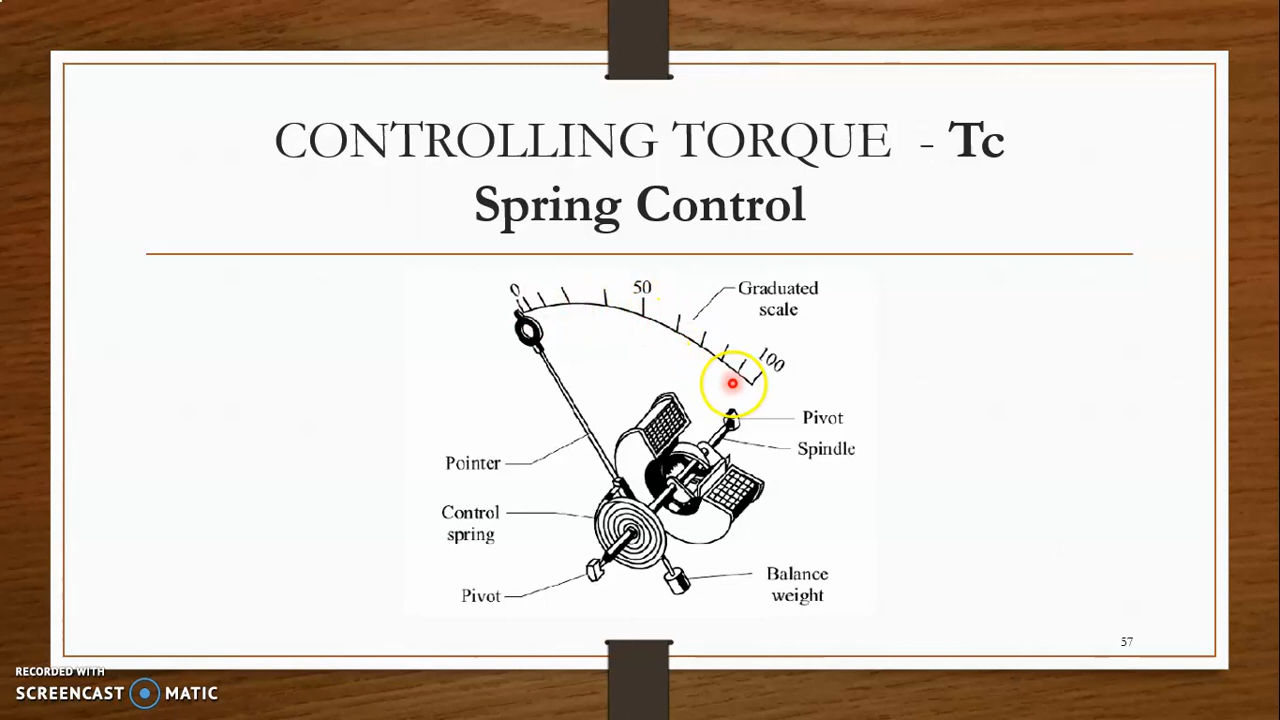 CONTROLLING TORQUE - Tc
Spring Control
0
50
100
Graduated
scale
Pivot
Spindle
Pointer
Control
spring
Pivot
Balance
weight
57
RECORDED WITH
SCREENCAST MATIC